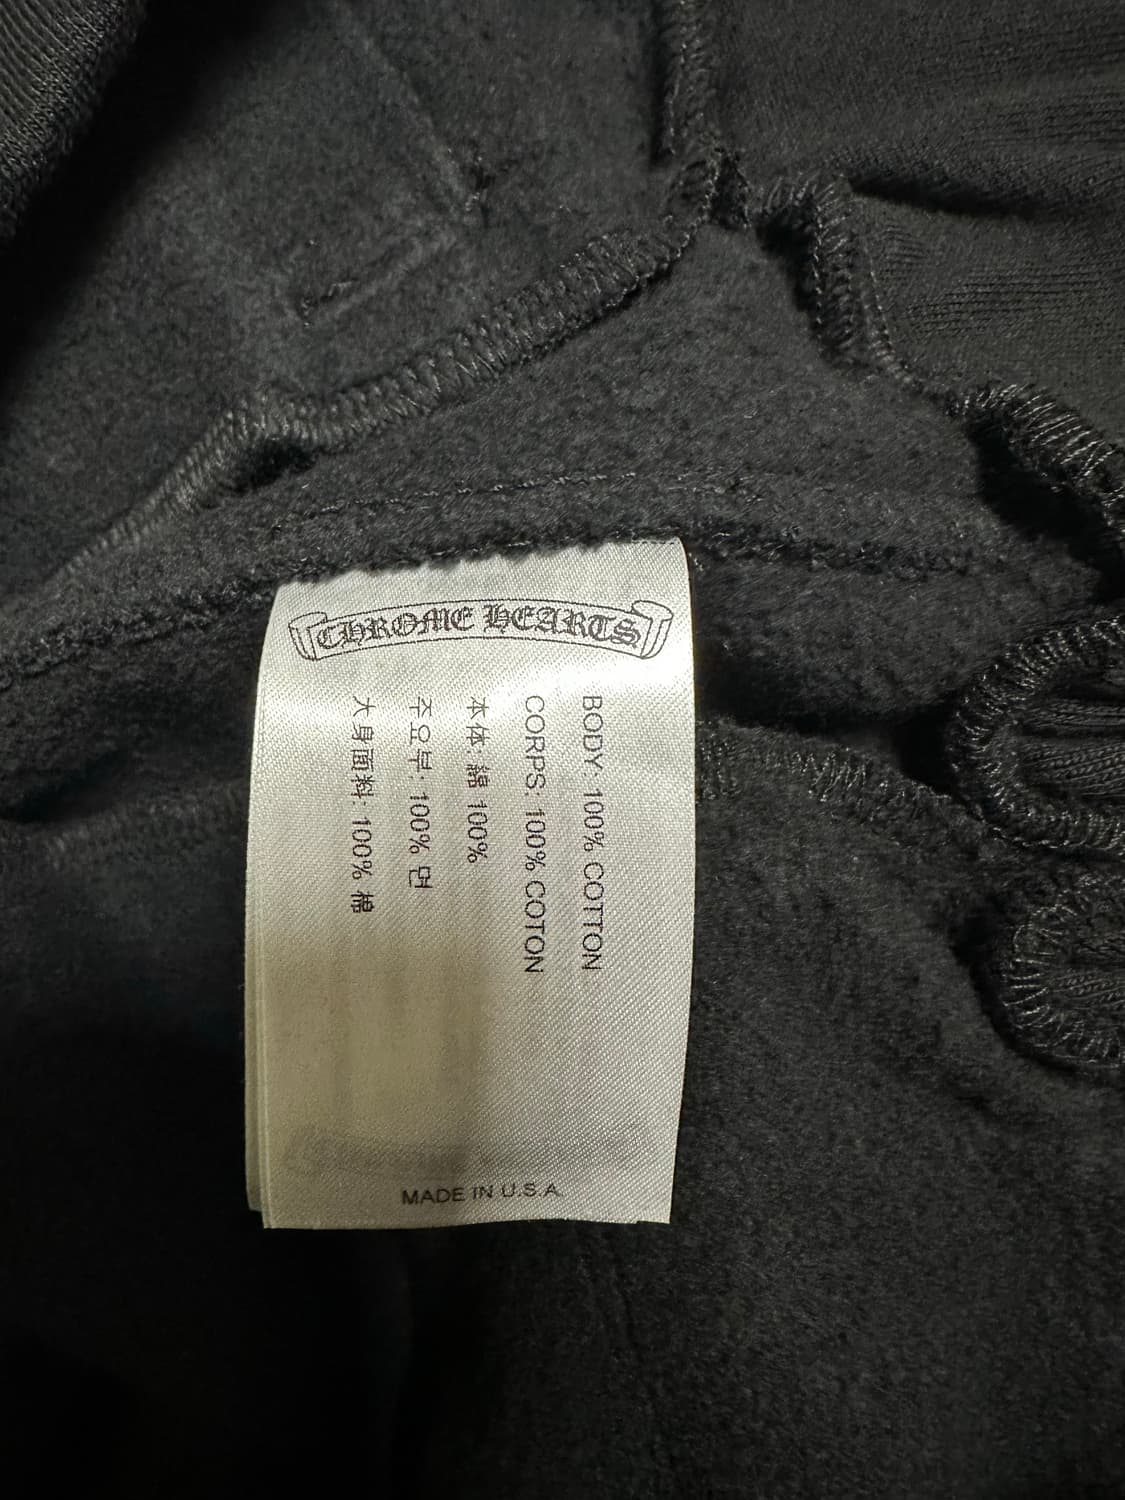 CHROME HEARTS
BODY: 100% COTTON
CORPS: 100% COTON
本体: 綿 100%
주요부: 100% 면
大身面料: 100% 棉
MADE IN U.S.A.